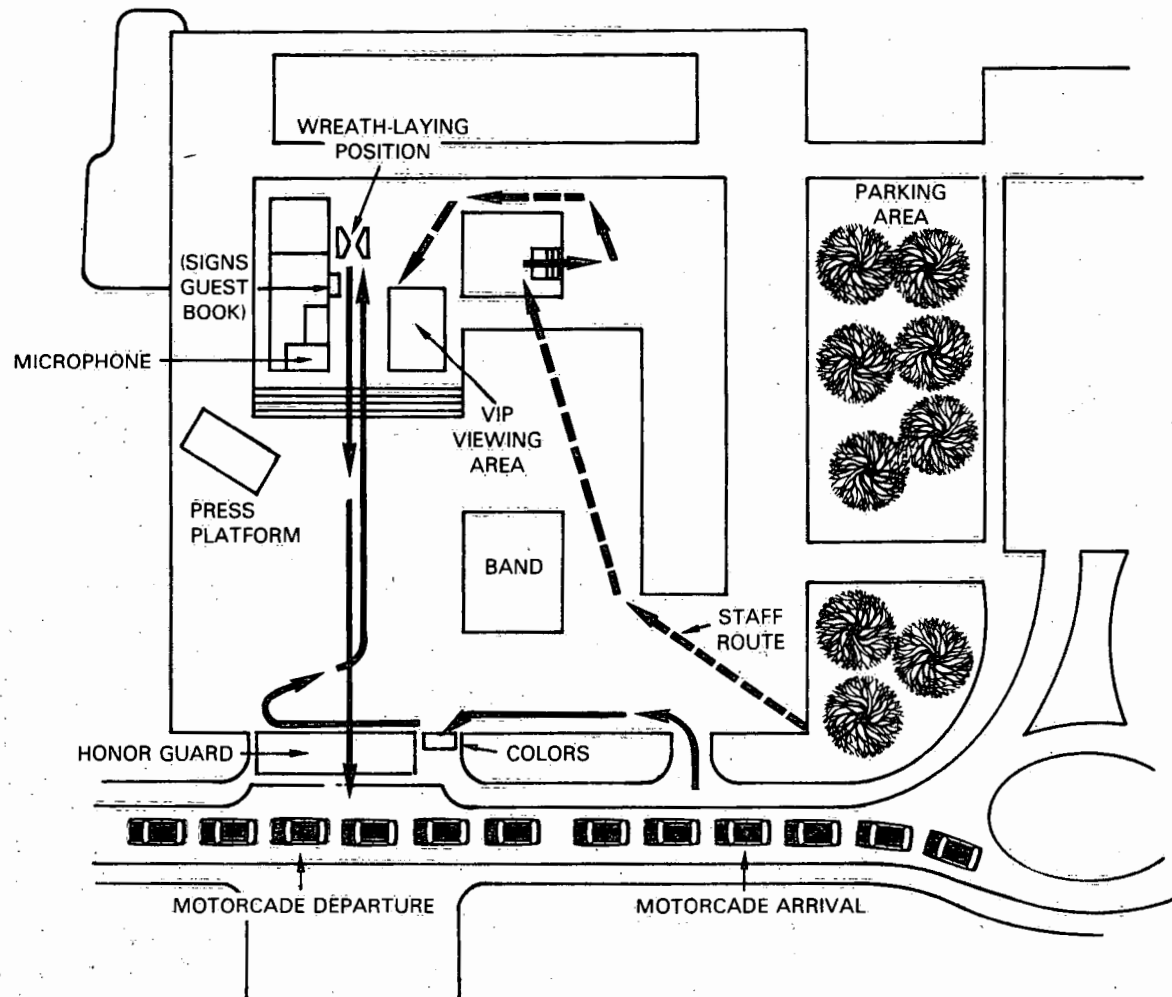 WREATH-LAYING
POSITION
PARKING
AREA
(SIGNS
GUEST
BOOK)
MICROPHONE
VIP
VIEWING
AREA
PRESS
PLATFORM
BAND
STAFF
ROUTE
HONOR GUARD
COLORS
MOTORCADE DEPARTURE
MOTORCADE ARRIVAL